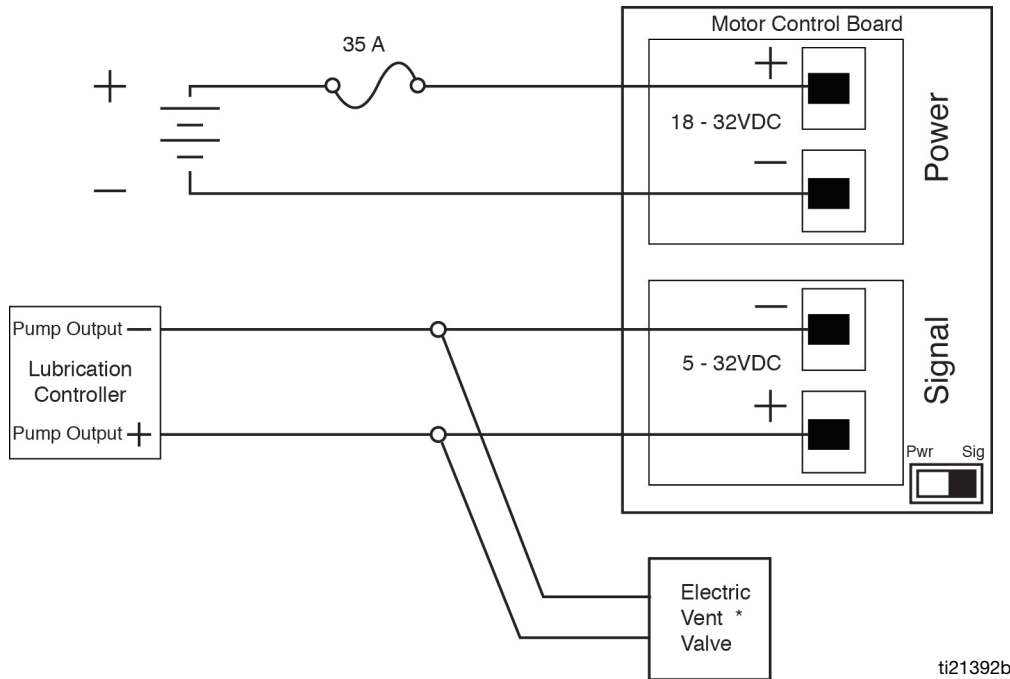 Motor Control Board
35 A
+
+
18 - 32VDC
Power
—
—
Pump Output —
—
Lubrication
Controller
5 - 32VDC
Signal
Pump Output +
+
Pwr Sig
Electric
Vent *
Valve
ti21392b